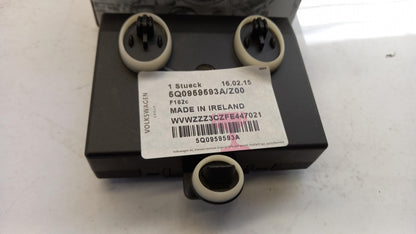 VOLKSWAGEN
1 Stueck 16.02.15
5Q0959593A/Z00
F162c
MADE IN IRELAND
WVWZZZ3CZFE447021
5Q0959593A